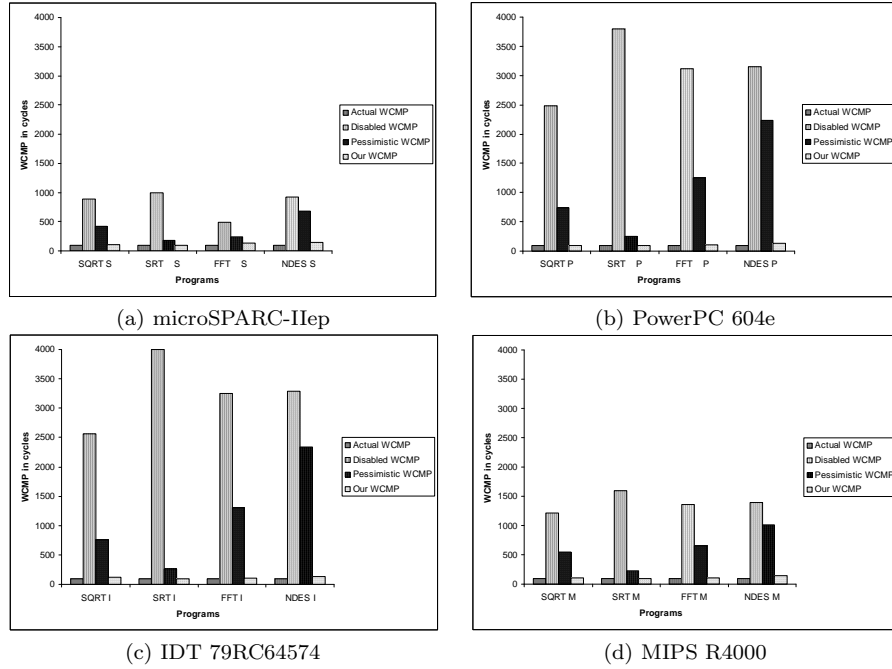 4000
3500
3000
2500
2000
1500
1000
500
0
WCMP in cycles
SQRT S SRT S FFT S NDES S
Programs
Actual WCMP
Disabled WCMP
Pessimistic WCMP
Our WCMP
(a) microSPARC-IIep
4000
3500
3000
2500
2000
1500
1000
500
0
WCMP in cycles
SQRT P SRT P FFT P NDES P
Programs
Actual WCMP
Disabled WCMP
Pessimistic WCMP
Our WCMP
(b) PowerPC 604e
4000
3500
3000
2500
2000
1500
1000
500
0
WCMP in cycles
SQRT I SRT I FFT I NDES I
Programs
Actual WCMP
Disabled WCMP
Pessimistic WCMP
Our WCMP
(c) IDT 79RC64574
4000
3500
3000
2500
2000
1500
1000
500
0
WCMP in cycles
SQRT M SRT M FFT M NDES M
Programs
Actual WCMP
Disabled WCMP
Pessimistic WCMP
Our WCMP
(d) MIPS R4000